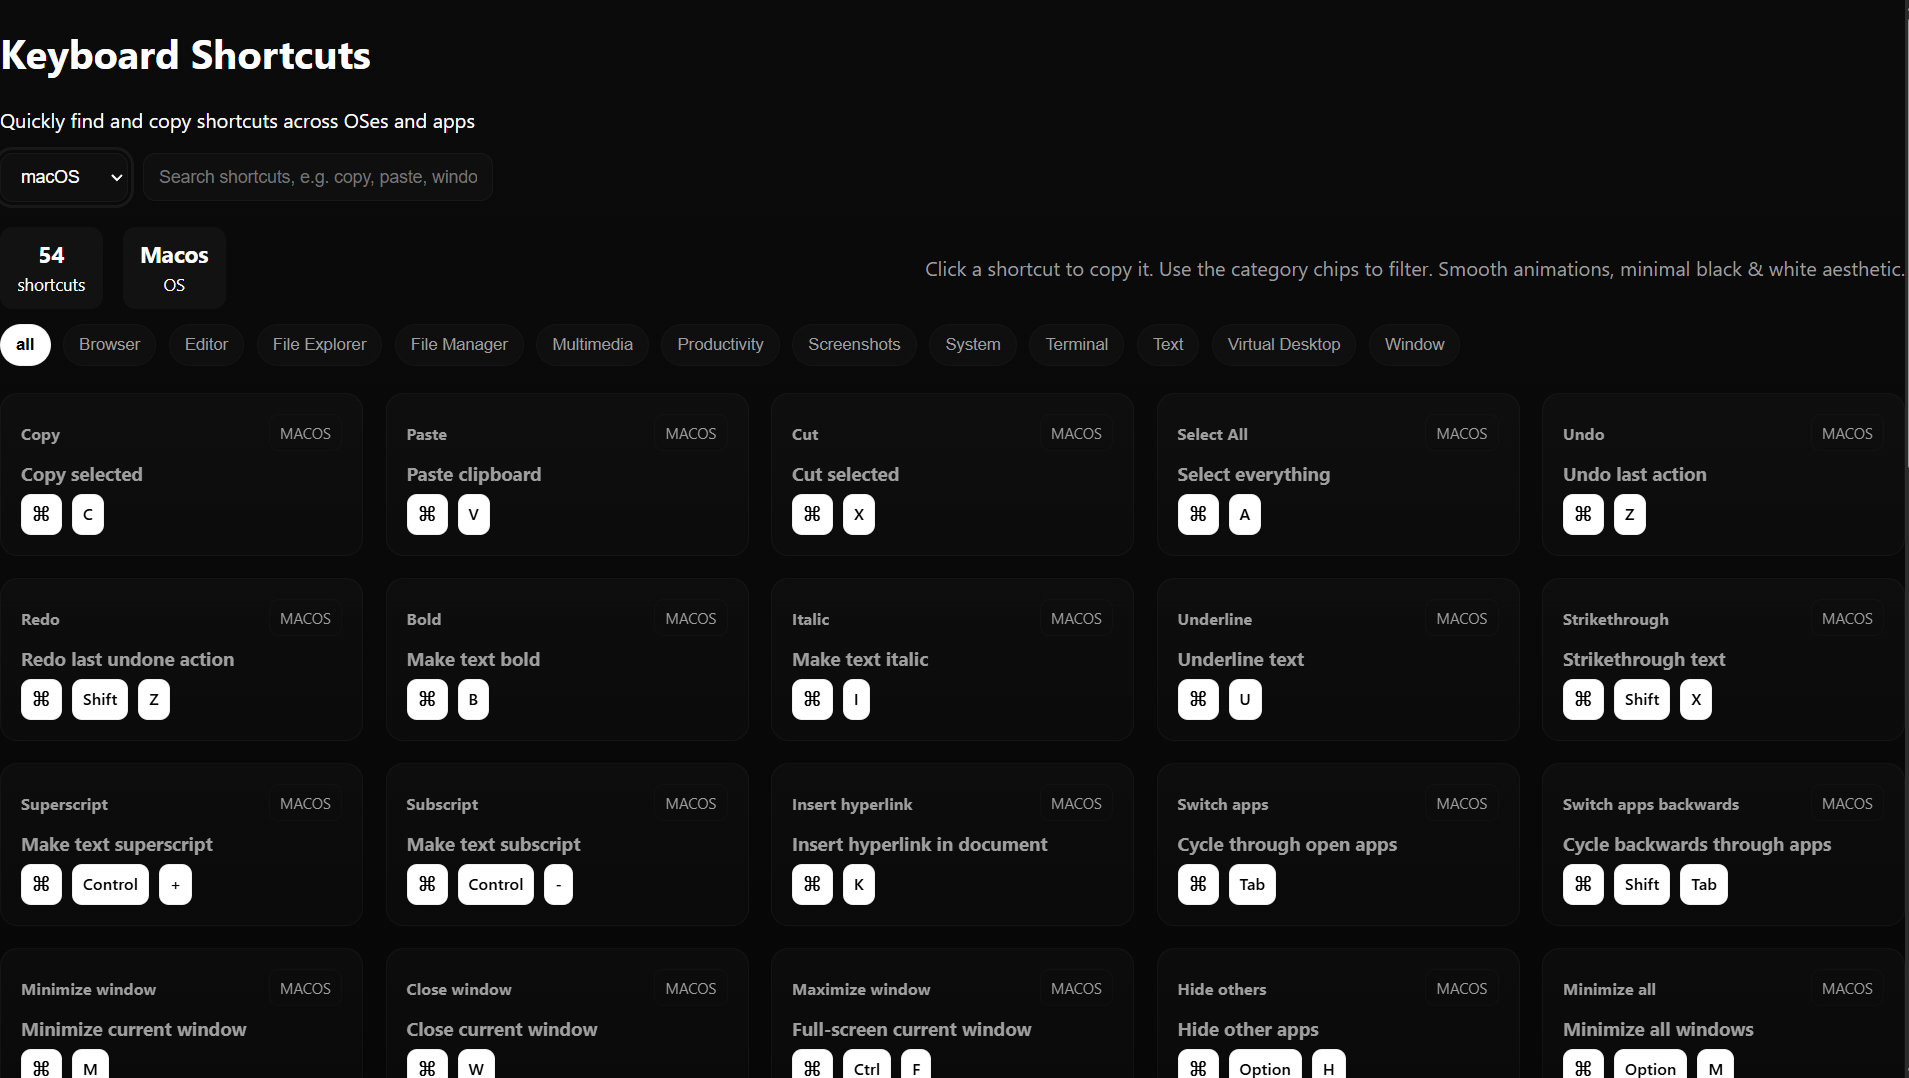 Keyboard Shortcuts
Quickly find and copy shortcuts across OSes and apps
macOS
Search shortcuts, e.g. copy, paste, windo
54
shortcuts
Macos
OS
Click a shortcut to copy it. Use the category chips to filter. Smooth animations, minimal black & white aesthetic.
all Browser Editor File Explorer File Manager Multimedia Productivity Screenshots System Terminal Text Virtual Desktop Window
Copy MACOS
Copy selected
⌘ C
Paste MACOS
Paste clipboard
⌘ V
Cut MACOS
Cut selected
⌘ X
Select All MACOS
Select everything
⌘ A
Undo MACOS
Undo last action
⌘ Z
Redo MACOS
Redo last undone action
⌘ Shift Z
Bold MACOS
Make text bold
⌘ B
Italic MACOS
Make text italic
⌘ I
Underline MACOS
Underline text
⌘ U
Strikethrough MACOS
Strikethrough text
⌘ Shift X
Superscript MACOS
Make text superscript
⌘ Control +
Subscript MACOS
Make text subscript
⌘ Control -
Insert hyperlink MACOS
Insert hyperlink in document
⌘ K
Switch apps MACOS
Cycle through open apps
⌘ Tab
Switch apps backwards MACOS
Cycle backwards through apps
⌘ Shift Tab
Minimize window MACOS
Minimize current window
⌘ M
Close window MACOS
Close current window
⌘ W
Maximize window MACOS
Full-screen current window
⌘ Ctrl F
Hide others MACOS
Hide other apps
⌘ Option H
Minimize all MACOS
Minimize all windows
⌘ Option M